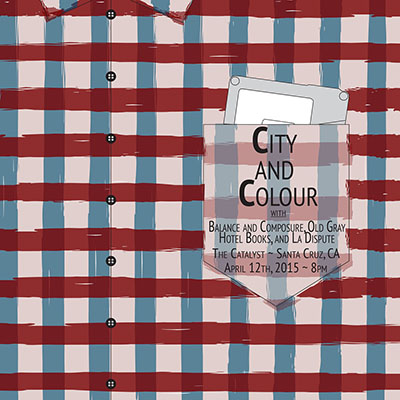 City
and
Colour
with
Balance and Composure, Old Gray
Hotel Books, and La Dispute
The Catalyst ~ Santa Cruz, CA
April 12th, 2015 ~ 8pm